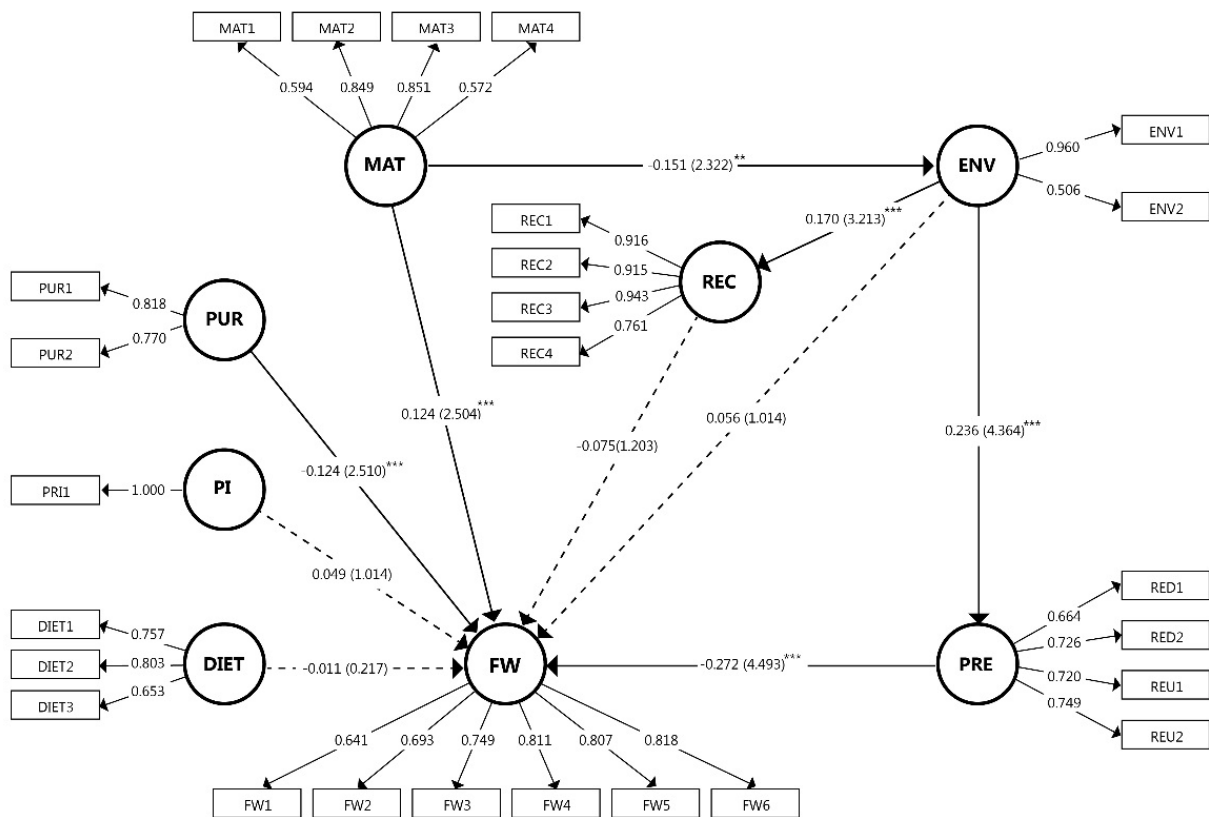 MAT1 MAT2 MAT3 MAT4
0.594 0.849 0.851 0.572
MAT
-0.151 (2.322)**
ENV
0.960
ENV1
0.506
ENV2
0.170 (3.213)***
REC1
REC2
REC3
REC4
0.916
0.915
0.943
0.761
REC
PUR1
PUR2
0.818
0.770
PUR
0.124 (2.504)***
-0.075(1.203)
0.056 (1.014)
0.236 (4.364)***
-0.124 (2.510)***
PRI1
1.000
PI
0.049 (1.014)
DIET1
DIET2
DIET3
0.757
0.803
0.653
DIET
-0.011 (0.217)
FW
-0.272 (4.493)***
PRE
0.664
0.726
0.720
0.749
RED1
RED2
REU1
REU2
0.641 0.693 0.749 0.811 0.807 0.818
FW1 FW2 FW3 FW4 FW5 FW6